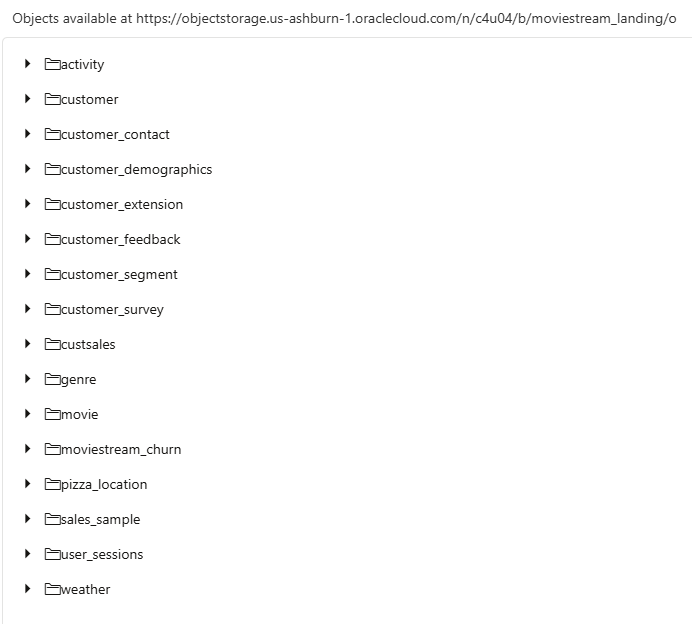 Objects available at https://objectstorage.us-ashburn-1.oraclecloud.com/n/c4u04/b/moviestream_landing/o
activity
customer
customer_contact
customer_demographics
customer_extension
customer_feedback
customer_segment
customer_survey
custsales
genre
movie
moviestream_churn
pizza_location
sales_sample
user_sessions
weather